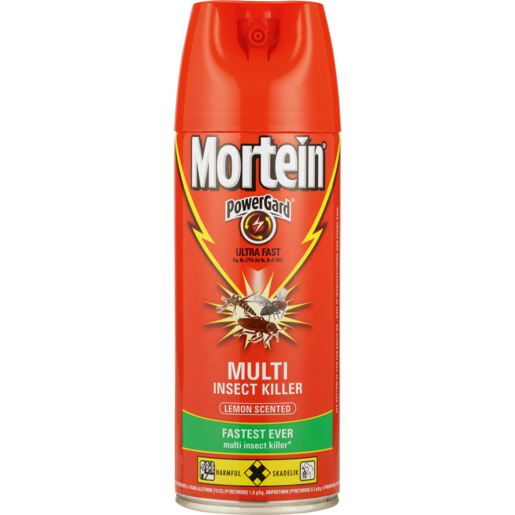 Mortein
PowerGard
ULTRA FAST
MULTI
INSECT KILLER
LEMON SCENTED
FASTEST EVER
multi insect killer*
HARMFUL
SKADELIK